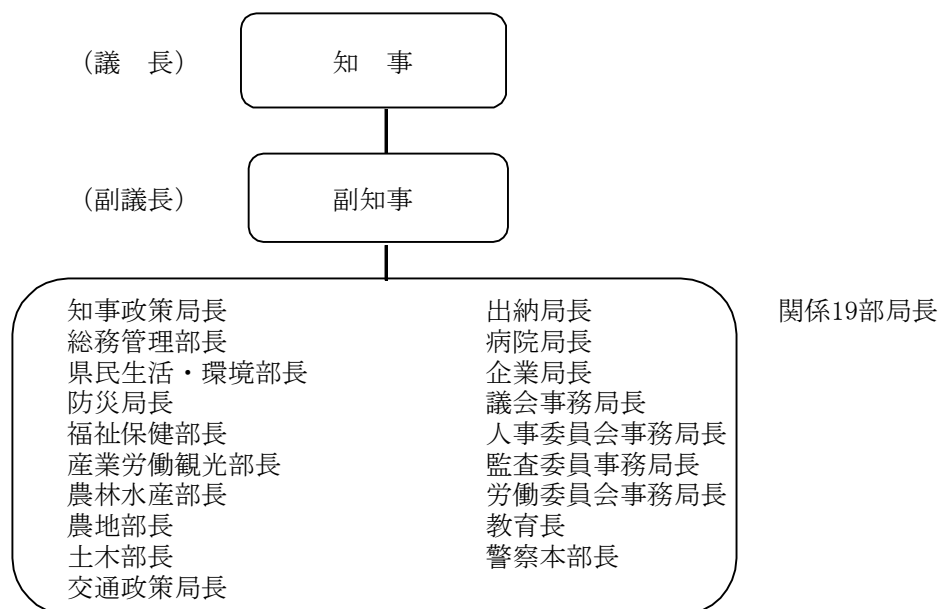 (議　長)
知　事
(副議長)
副知事
知事政策局長
総務管理部長
県民生活・環境部長
防災局長
福祉保健部長
産業労働観光部長
農林水産部長
農地部長
土木部長
交通政策局長
出納局長
病院局長
企業局長
議会事務局長
人事委員会事務局長
監査委員事務局長
労働委員会事務局長
教育長
警察本部長
関係19部局長